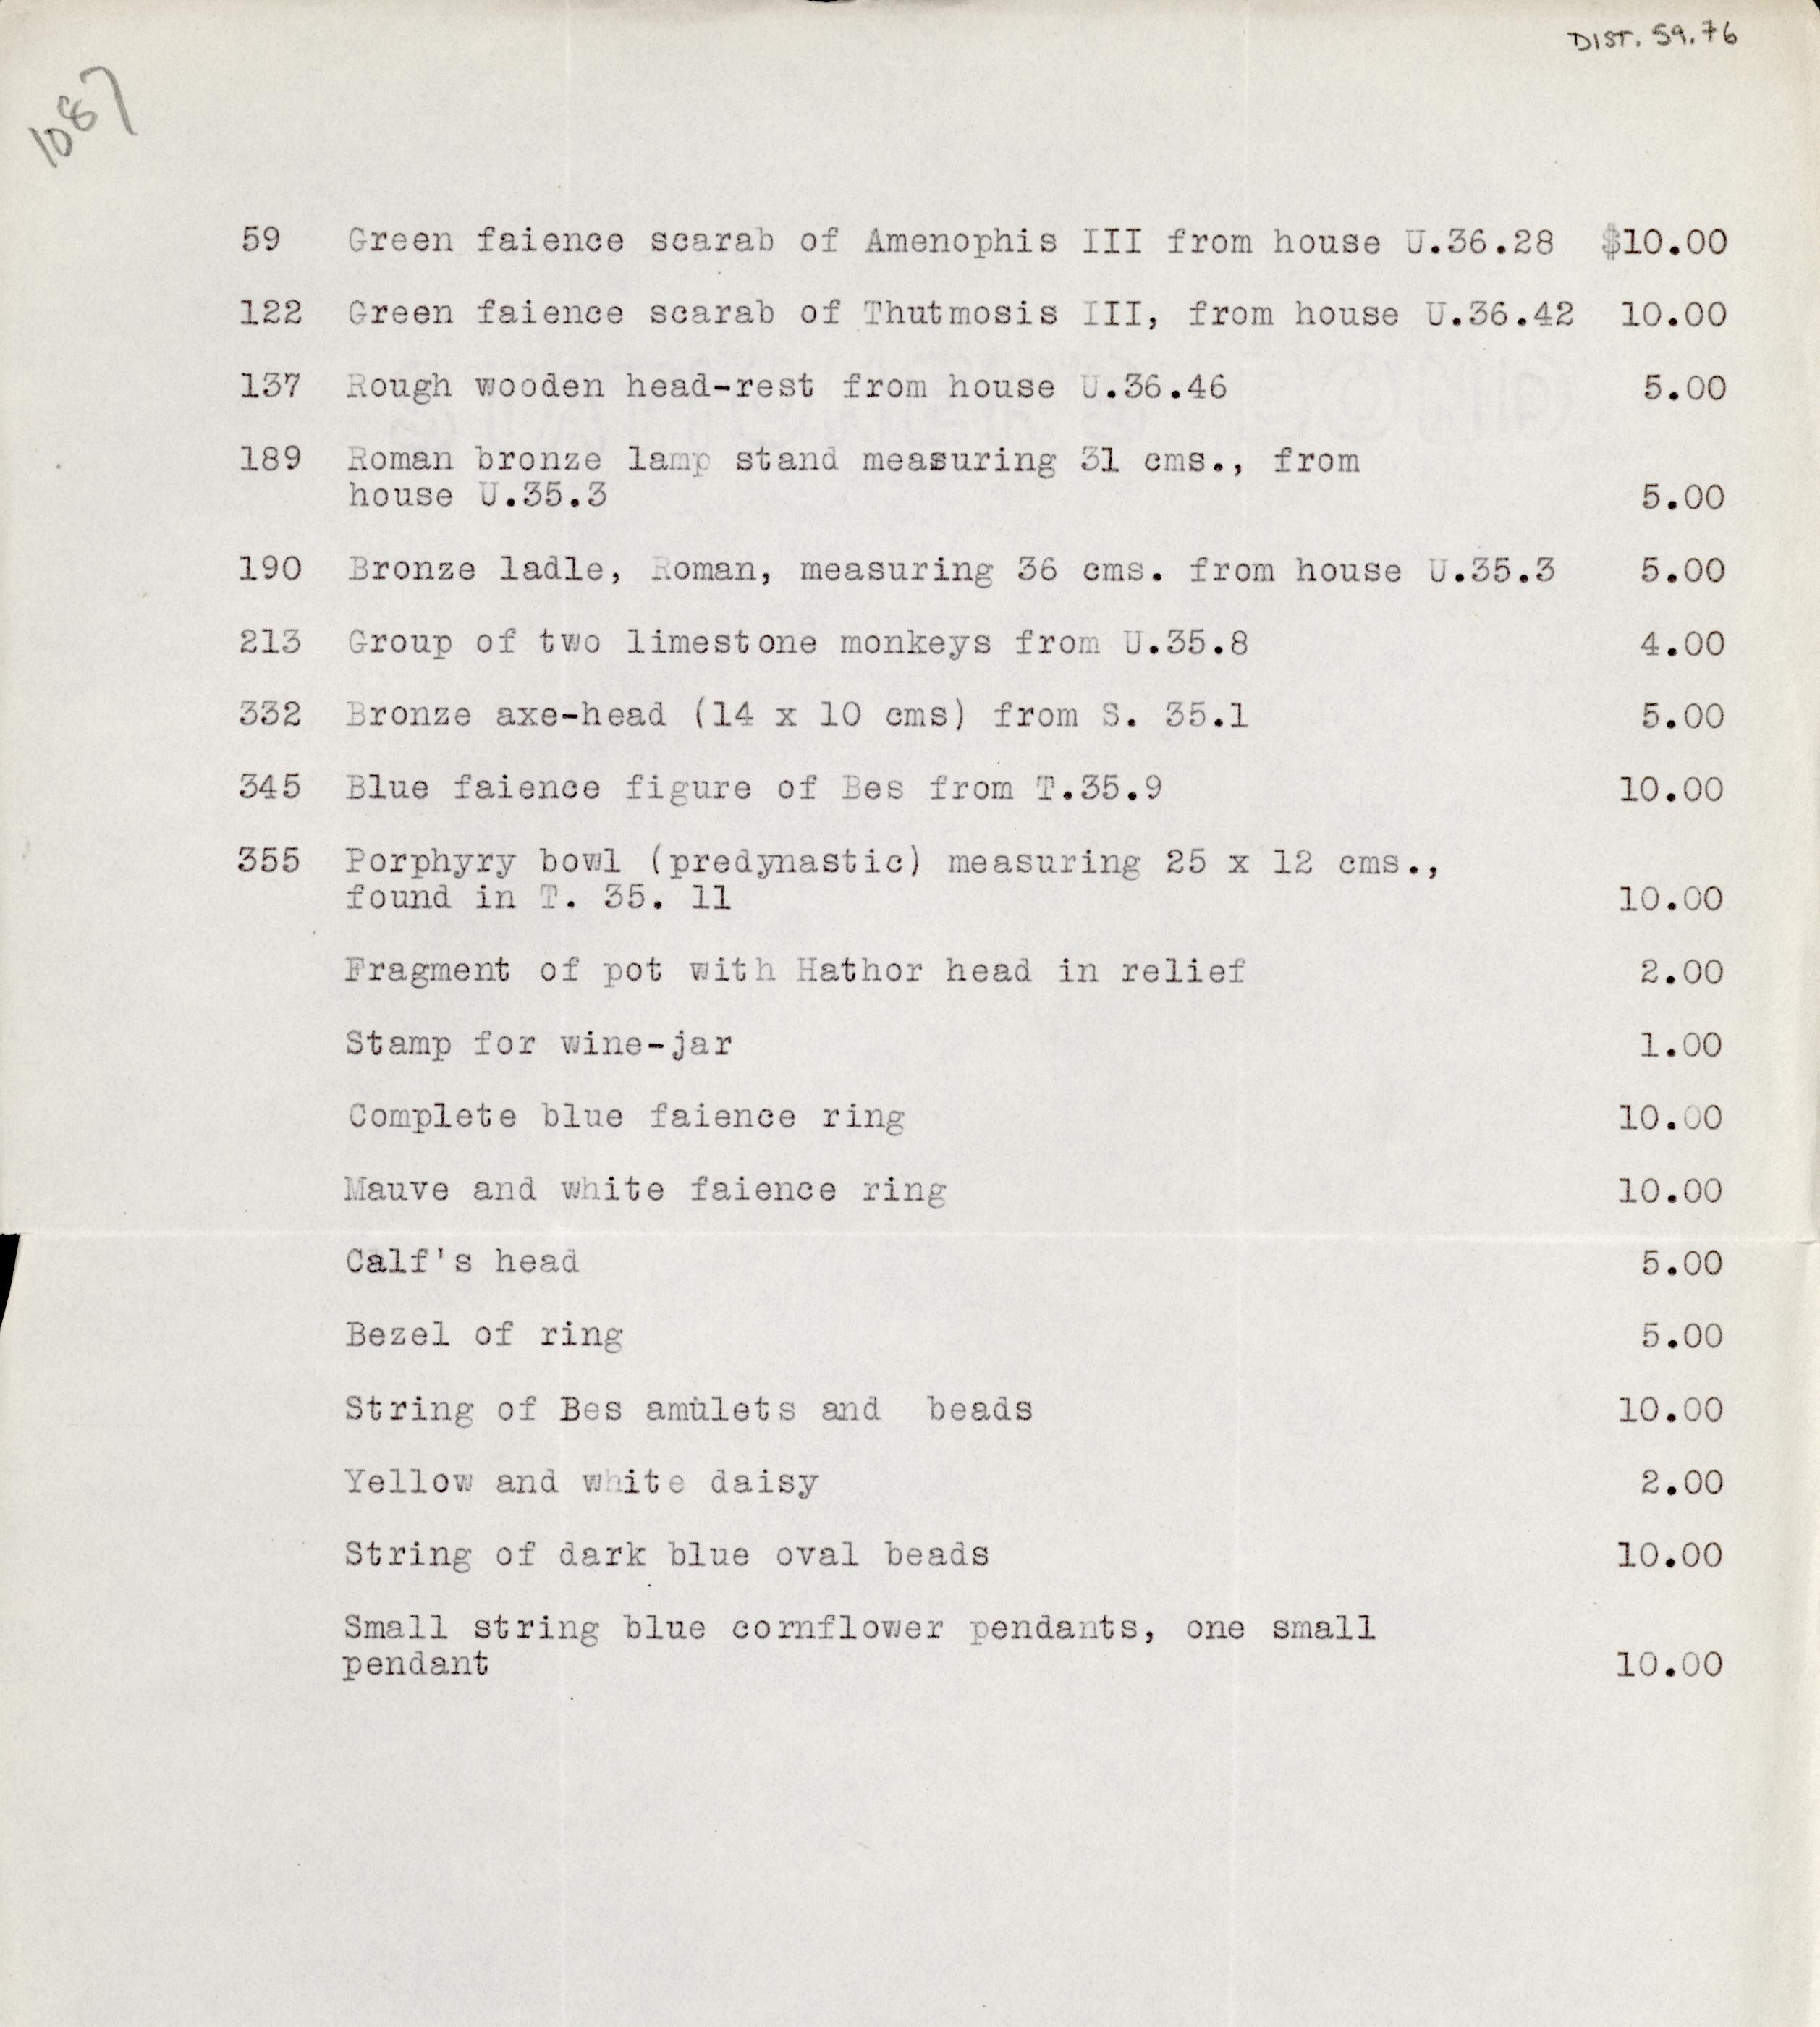 DIST. 59.76
1087
59 Green faience scarab of Amenophis III from house U.36.28 $10.00
122 Green faience scarab of Thutmosis III, from house U.36.42 10.00
137 Rough wooden head-rest from house U.36.46 5.00
189 Roman bronze lamp stand measuring 31 cms., from
house U.35.3 5.00
190 Bronze ladle, Roman, measuring 36 cms. from house U.35.3 5.00
213 Group of two limestone monkeys from U.35.8 4.00
332 Bronze axe-head (14 x 10 cms) from S. 35.1 5.00
345 Blue faience figure of Bes from T.35.9 10.00
355 Porphyry bowl (predynastic) measuring 25 x 12 cms.,
found in T. 35. 11 10.00
Fragment of pot with Hathor head in relief 2.00
Stamp for wine-jar 1.00
Complete blue faience ring 10.00
Mauve and white faience ring 10.00
Calf's head 5.00
Bezel of ring 5.00
String of Bes amulets and beads 10.00
Yellow and white daisy 2.00
String of dark blue oval beads 10.00
Small string blue cornflower pendants, one small
pendant 10.00